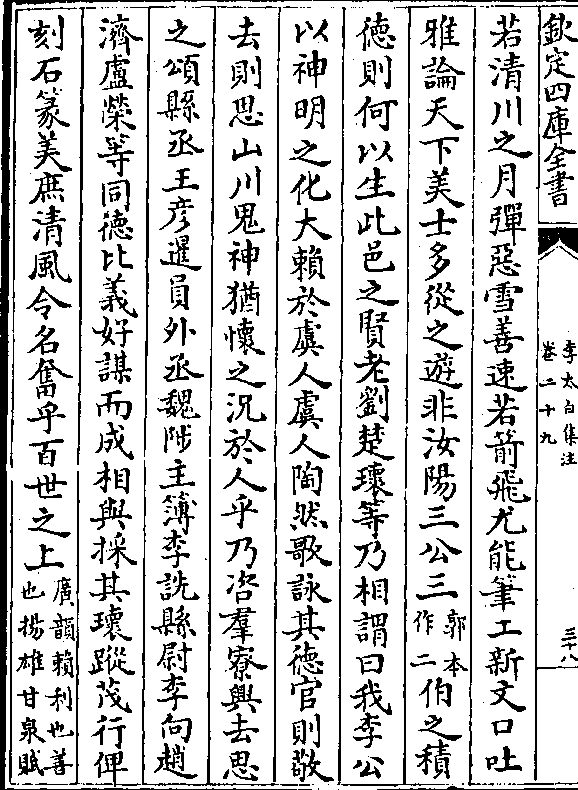 欽定四庫全書
李太白集注
卷二十九
三十八
若清川之月彈惡雪善速若箭飛尤能筆工新文口吐
雅論天下美士多從之遊非汝陽三公三郭本作二伯之積
德則何以生此邑之賢老劉楚瓌等乃相謂曰我李公
以神明之化大賴於虞人虞人陶然歌詠其德官則敬
去則思山川鬼神猶懷之況於人乎乃咨羣寮興去思
之頌縣丞王彦暹員外丞魏陟主簿李詵縣尉李向趙
濟盧榮等同德比義好謀而成相與採其瓌蹤茂行俾
刻石篆美庶清風令名奮乎百世之上廣韻賴利也善也揚雄甘泉賦